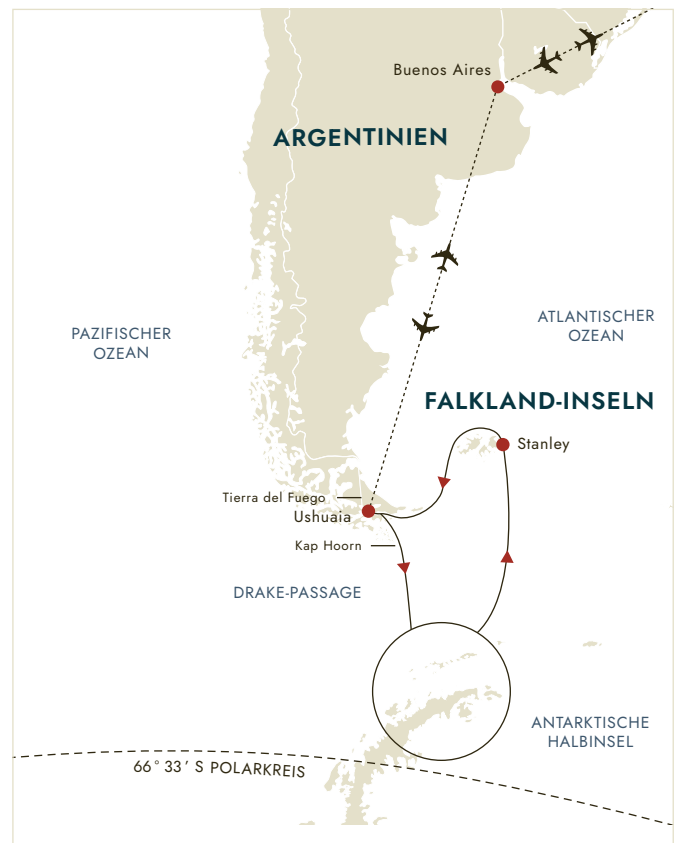 Buenos Aires
ARGENTINIEN
ATLANTISCHER
OZEAN
PAZIFISCHER
OZEAN
FALKLAND-INSELN
Stanley
Tierra del Fuego
Ushuaia
Kap Hoorn
DRAKE-PASSAGE
ANTARKTISCHE
HALBINSEL
66° 33’ S POLARKREIS